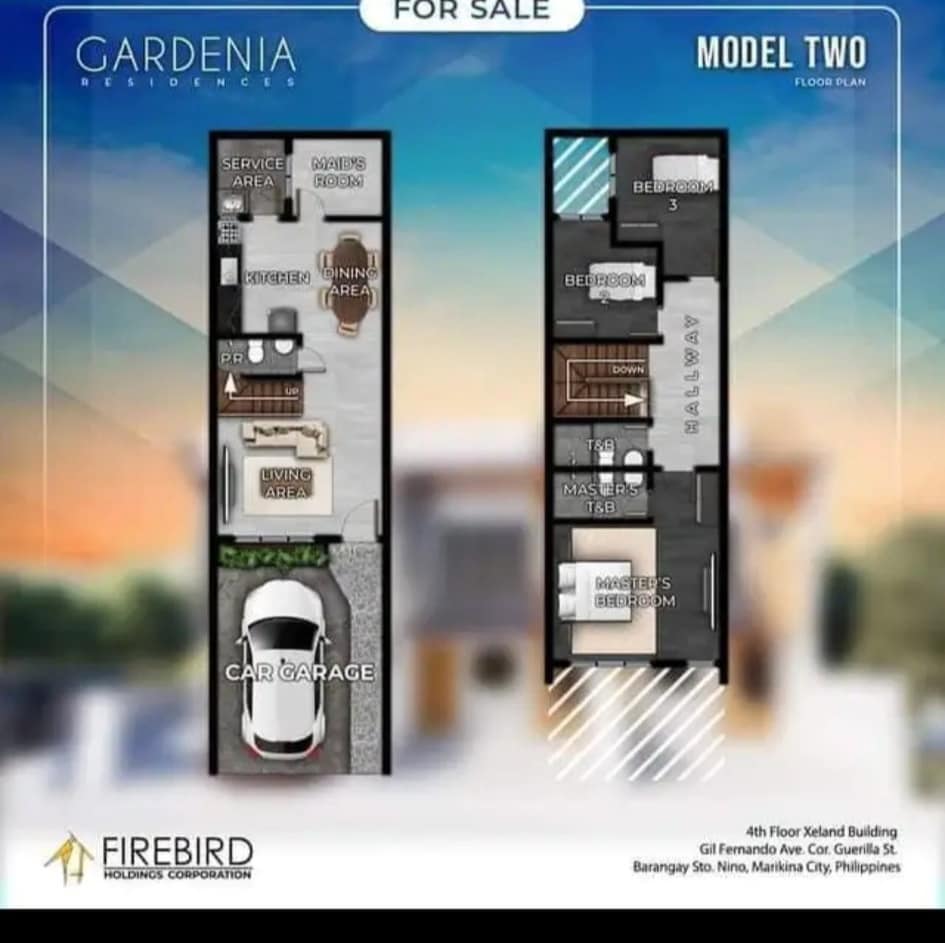 FOR SALE
GARDENIA
RESIDENCES
MODEL TWO
FLOOR PLAN
SERVICE
AREA
MAID'S
ROOM
KITCHEN
DINING
AREA
PR
UP
LIVING
AREA
CAR GARAGE
BEDROOM
3
BEDROOM
2
HALLWAY
DOWN
T&B
MASTER'S
T&B
MASTER'S
BEDROOM
FIREBIRD
HOLDINGS CORPORATION
4th Floor Xeland Building
Gil Fernando Ave. Cor. Guerilla St.
Barangay Sto. Nino, Marikina City, Philippines